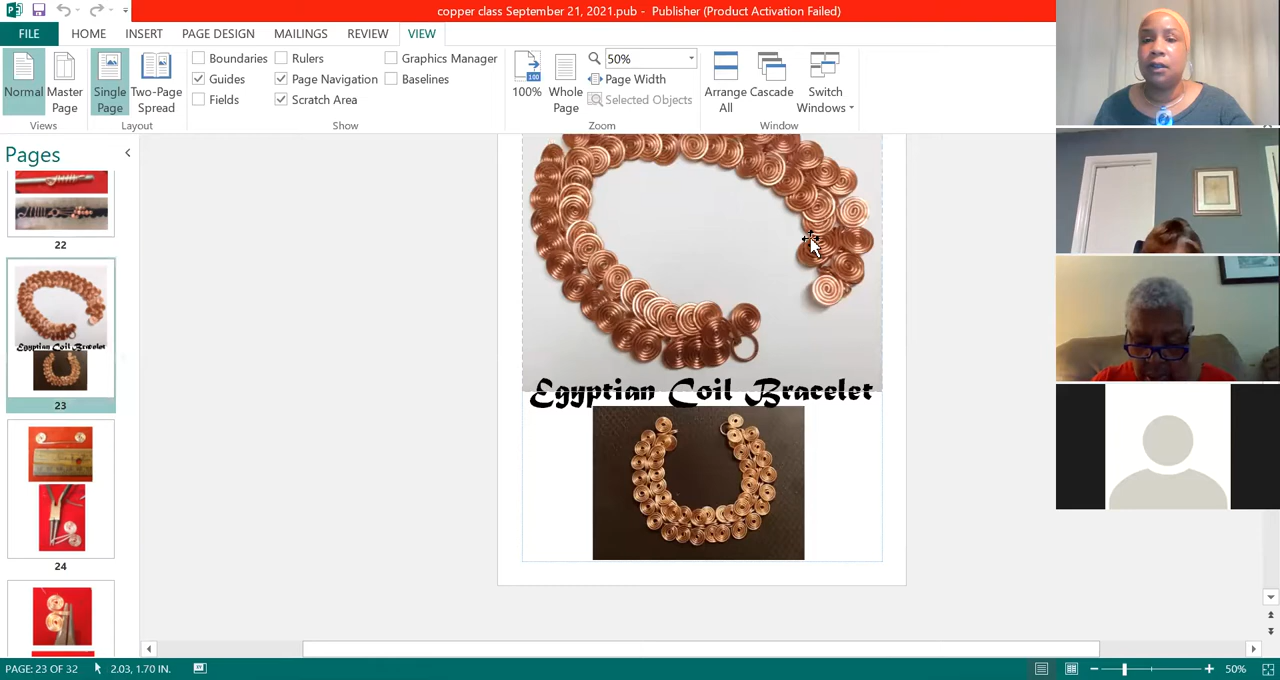 copper class September 21, 2021.pub - Publisher (Product Activation Failed)
FILE HOME INSERT PAGE DESIGN MAILINGS REVIEW VIEW
Normal
Master Page
Single Page
Two-Page Spread
Boundaries
Guides
Fields
Rulers
Page Navigation
Scratch Area
Graphics Manager
Baselines
100%
100
Whole Page
50%
Page Width
Selected Objects
Arrange All
Cascade
Switch Windows
Views
Layout
Show
Zoom
Window
Pages
22
Egyptian Coil Bracelet
23
24
Egyptian Coil Bracelet
PAGE: 23 OF 32
2.03, 1.70 IN.
50%